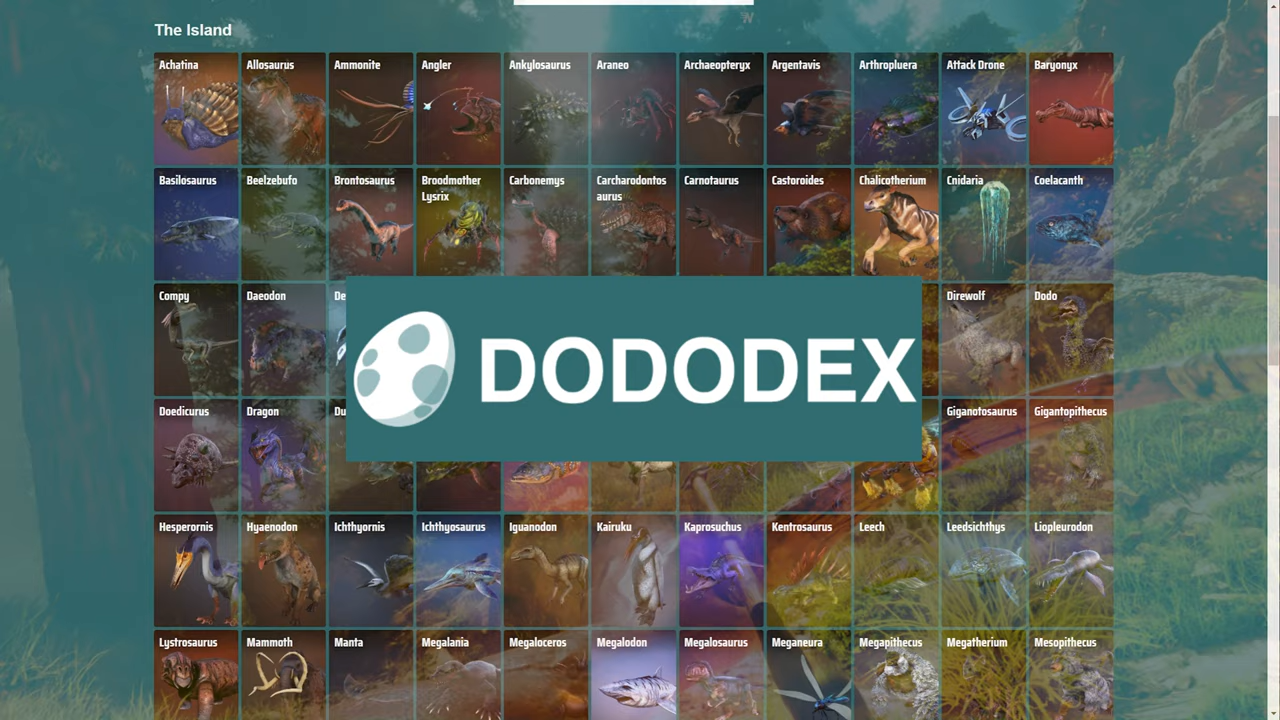 The Island
Achatina
Allosaurus
Ammonite
Angler
Ankylosaurus
Araneo
Archaeopteryx
Argentavis
Arthropluera
Attack Drone
Baryonyx
Basilosaurus
Beelzebufo
Brontosaurus
Broodmother
Lysrix
Carbonemys
Carcharodontos
aurus
Carnotaurus
Castoroides
Chalicotherium
Cnidaria
Coelacanth
Compy
Daeodon
De
Direwolf
Dodo
DODODEX
Doedicurus
Dragon
Du
Giganotosaurus
Gigantopithecus
Hesperornis
Hyaenodon
Ichthyornis
Ichthyosaurus
Iguanodon
Kairuku
Kaprosuchus
Kentrosaurus
Leech
Leedsichthys
Liopleurodon
Lystrosaurus
Mammoth
Manta
Megalania
Megaloceros
Megalodon
Megalosaurus
Meganeura
Megapithecus
Megatherium
Mesopithecus